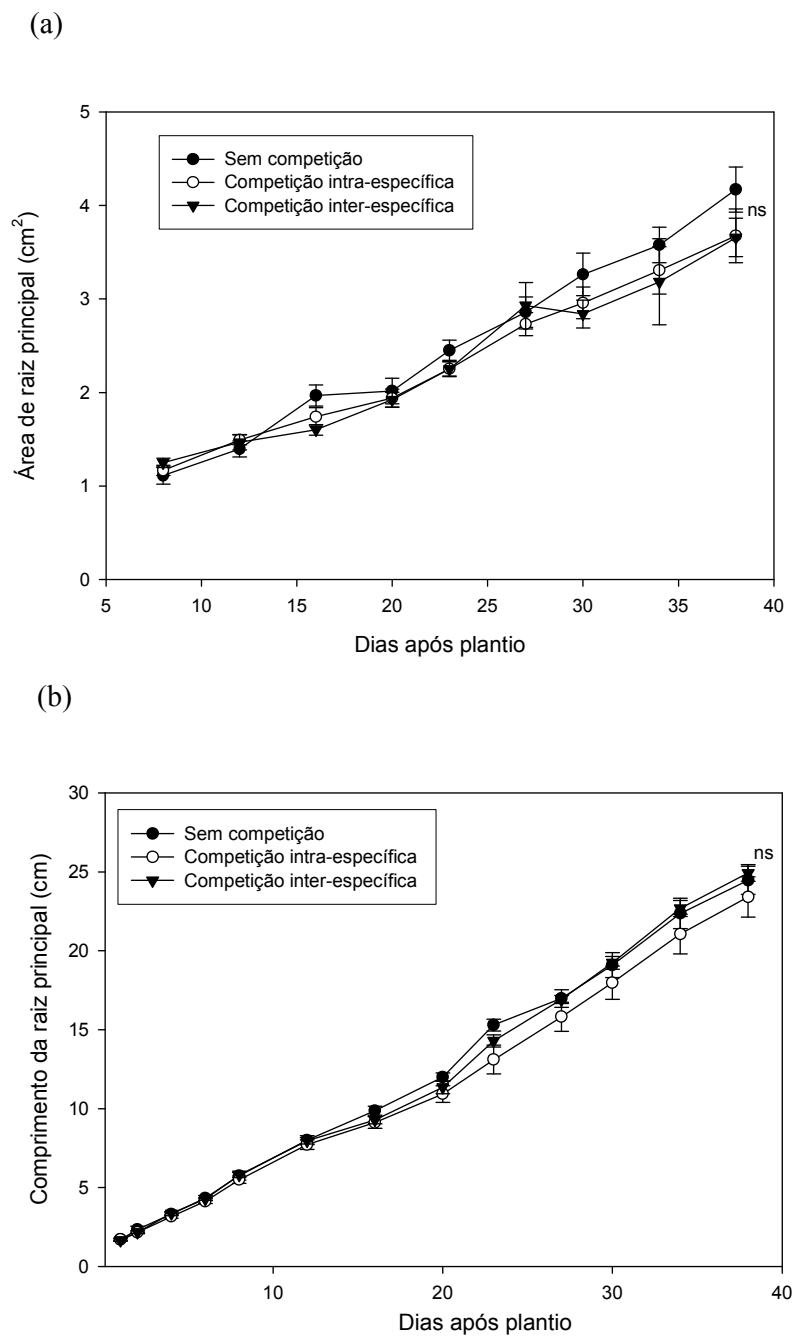 (a)
5
4
3
2
1
0
Área de raiz principal (cm²)
Sem competição
Competição intra-específica
Competição inter-específica
ns
5 10 15 20 25 30 35 40
Dias após plantio
(b)
30
25
20
15
10
5
0
Comprimento da raiz principal (cm)
Sem competição
Competição intra-específica
Competição inter-específica
ns
10 20 30 40
Dias após plantio